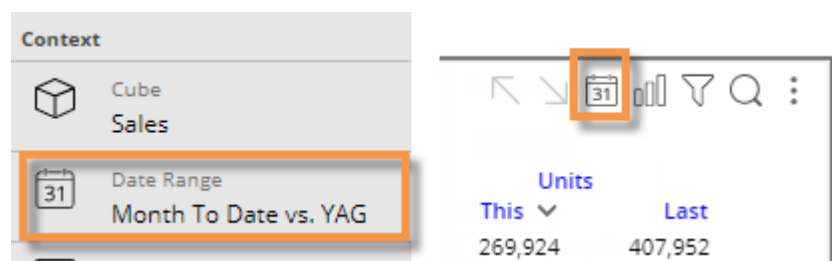 Context
Cube
Sales
31
Date Range
Month To Date vs. YAG
31
Units
This Last
269,924 407,952